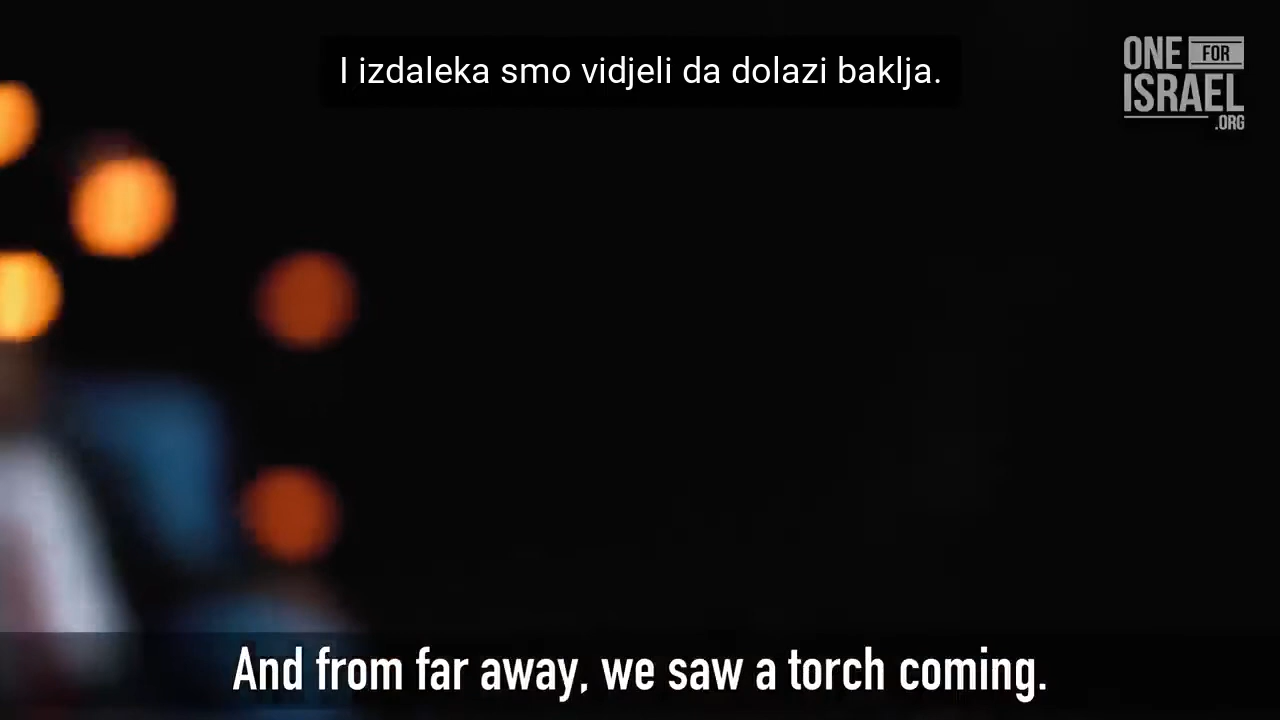 I izdaleka smo vidjeli da dolazi baklja.
ONE FOR
ISRAEL
.ORG
And from far away, we saw a torch coming.